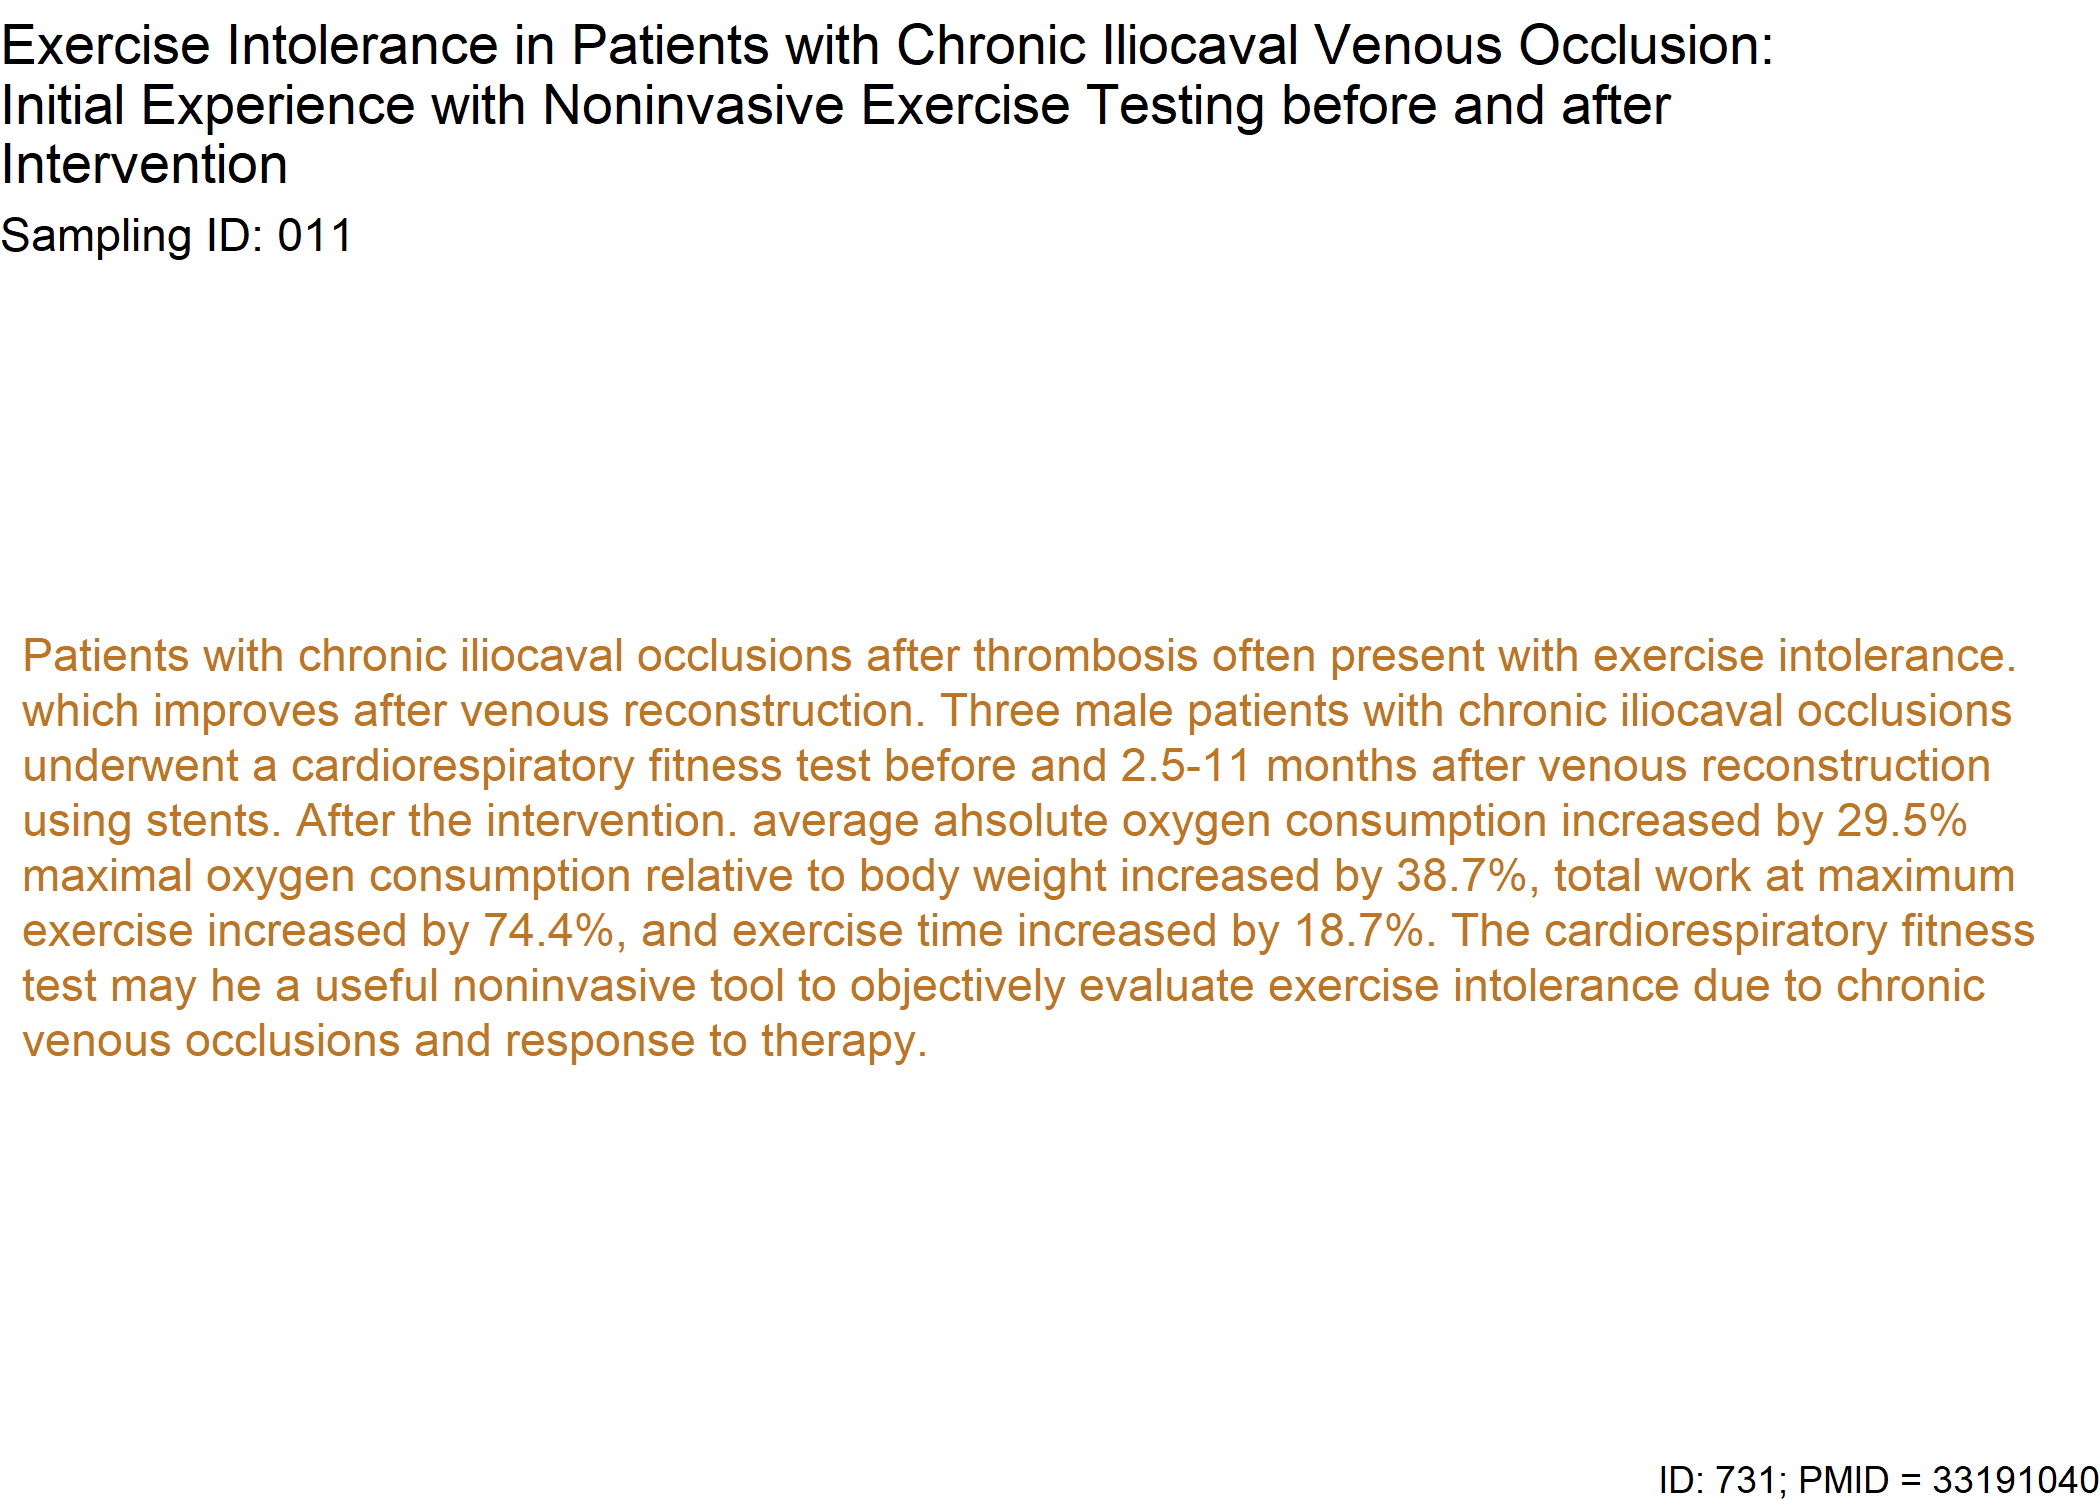 Exercise Intolerance in Patients with Chronic Iliocaval Venous Occlusion:
Initial Experience with Noninvasive Exercise Testing before and after
Intervention
Sampling ID: 011
Patients with chronic iliocaval occlusions after thrombosis often present with exercise intolerance.
which improves after venous reconstruction. Three male patients with chronic iliocaval occlusions
underwent a cardiorespiratory fitness test before and 2.5-11 months after venous reconstruction
using stents. After the intervention. average ahsolute oxygen consumption increased by 29.5%
maximal oxygen consumption relative to body weight increased by 38.7%, total work at maximum
exercise increased by 74.4%, and exercise time increased by 18.7%. The cardiorespiratory fitness
test may he a useful noninvasive tool to objectively evaluate exercise intolerance due to chronic
venous occlusions and response to therapy.
ID: 731; PMID = 33191040